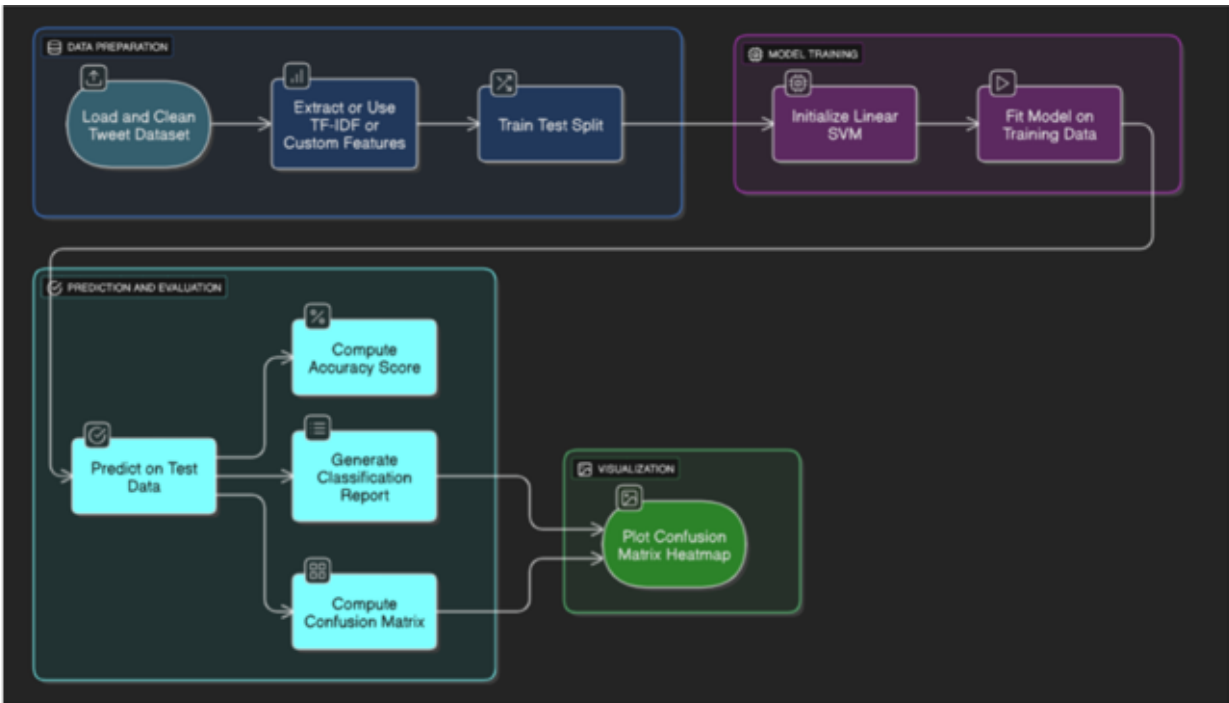 DATA PREPARATION
Load and Clean
Tweet Dataset
Extract or Use
TF-IDF or
Custom Features
Train Test Split
MODEL TRAINING
Initialize Linear
SVM
Fit Model on
Training Data
PREDICTION AND EVALUATION
Predict on Test
Data
Compute
Accuracy Score
Generate
Classification
Report
Compute
Confusion Matrix
VISUALIZATION
Plot Confusion
Matrix Heatmap